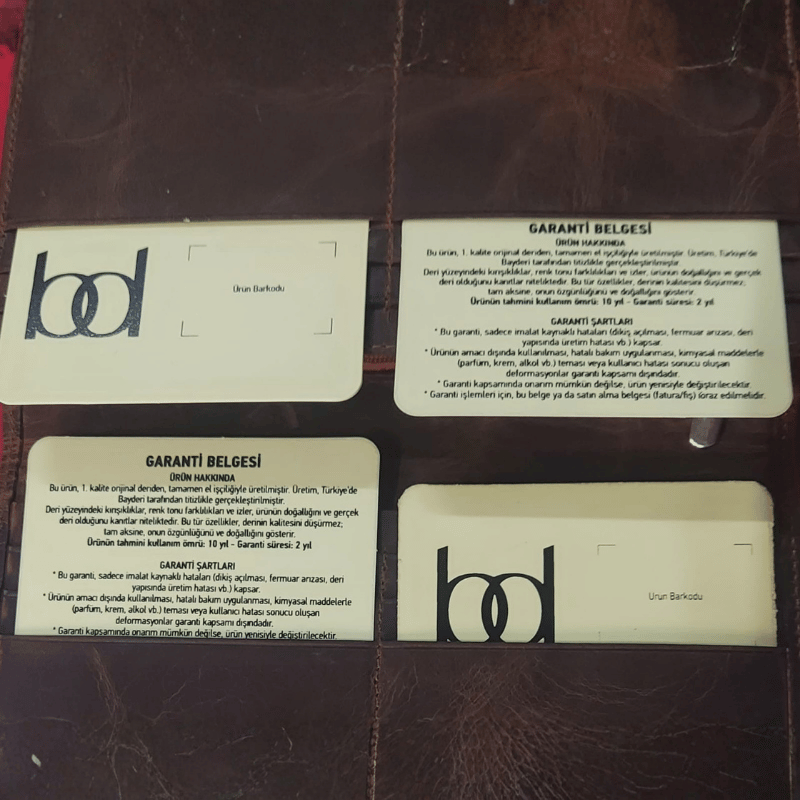 bd
Ürün Barkodu
GARANTİ BELGESİ
ÜRÜN HAKKINDA
Bu ürün, 1. kalite orijinal deriden, tamamen el işçiliğiyle üretilmiştir. Üretim, Türkiye'de
Bayderi tarafından titizlikle gerçekleştirilmiştir.
Deri yüzeyindeki kırışıklıklar, renk tonu farklılıkları ve izler, ürünün doğallığını ve gerçek
deri olduğunu kanıtlar niteliktedir. Bu tür özellikler, derinin kalitesini düşürmez;
tam aksine, onun özgünlüğünü ve doğallığını gösterir.
Ürünün tahmini kullanım ömrü: 10 yıl - Garanti süresi: 2 yıl
GARANTİ ŞARTLARI
* Bu garanti, sadece imalat kaynaklı hataları (dikiş açılması, fermuar arızası, deri
yapısında üretim hatası vb.) kapsar.
* Ürünün amacı dışında kullanılması, hatalı bakım uygulanması, kimyasal maddelerle
(parfüm, krem, alkol vb.) teması veya kullanıcı hatası sonucu oluşan
deformasyonlar garanti kapsamı dışındadır.
* Garanti kapsamında onarım mümkün değilse, ürün yenisiyle değiştirilecektir.
* Garanti işlemleri için, bu belge ya da satın alma belgesi (fatura/fiş) ibraz edilmelidir.
GARANTİ BELGESİ
ÜRÜN HAKKINDA
Bu ürün, 1. kalite orijinal deriden, tamamen el işçiliğiyle üretilmiştir. Üretim, Türkiye'de
Bayderi tarafından titizlikle gerçekleştirilmiştir.
Deri yüzeyindeki kırışıklıklar, renk tonu farklılıkları ve izler, ürünün doğallığını ve gerçek
deri olduğunu kanıtlar niteliktedir. Bu tür özellikler, derinin kalitesini düşürmez;
tam aksine, onun özgünlüğünü ve doğallığını gösterir.
Ürünün tahmini kullanım ömrü: 10 yıl - Garanti süresi: 2 yıl
GARANTİ ŞARTLARI
* Bu garanti, sadece imalat kaynaklı hataları (dikiş açılması, fermuar arızası, deri
yapısında üretim hatası vb.) kapsar.
* Ürünün amacı dışında kullanılması, hatalı bakım uygulanması, kimyasal maddelerle
(parfüm, krem, alkol vb.) teması veya kullanıcı hatası sonucu oluşan
deformasyonlar garanti kapsamı dışındadır.
* Garanti kapsamında onarım mümkün değilse, ürün yenisiyle değiştirilecektir.
bd
Ürün Barkodu